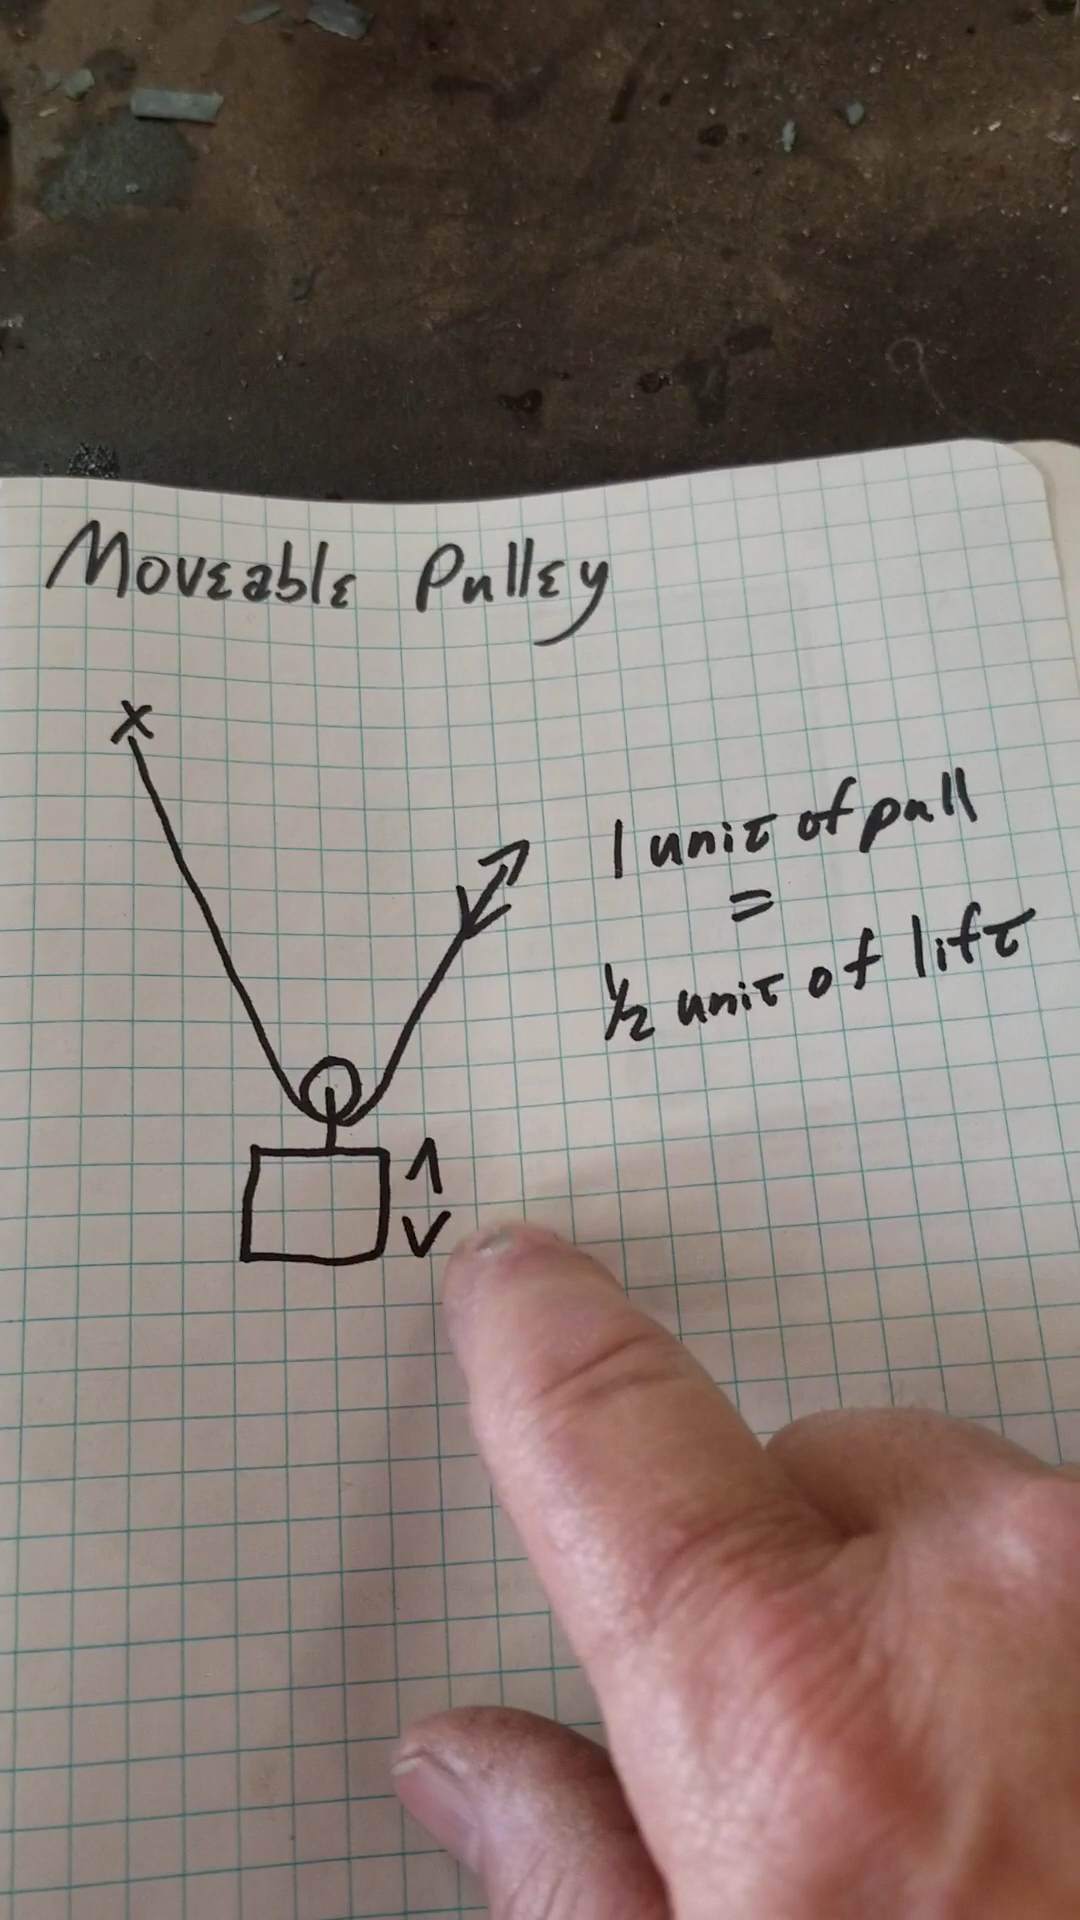 Moveable Pulley
x
1 unit of pull
=
1/2 unit of lift